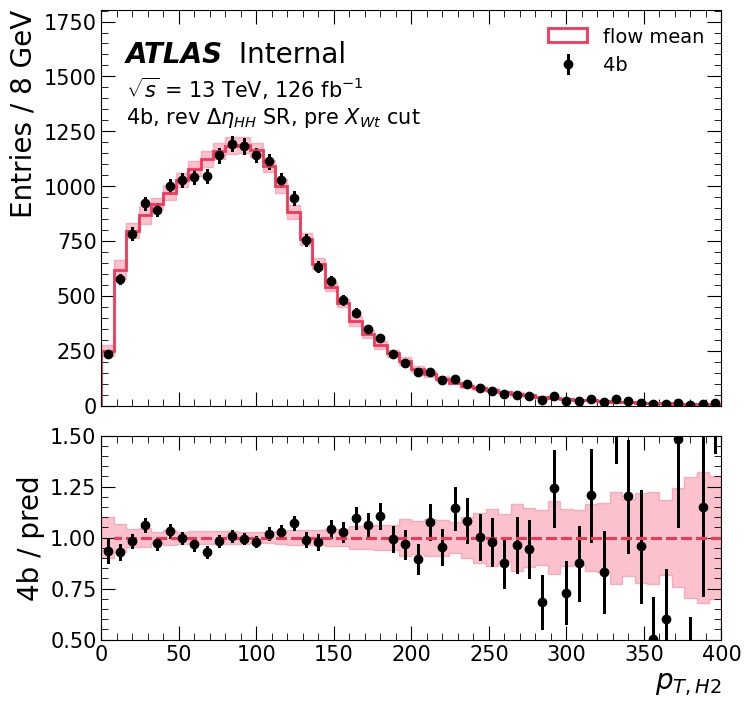 Entries / 8 GeV
1750
1500
1250
1000
750
500
250
0
ATLAS Internal
√s = 13 TeV, 126 fb⁻¹
4b, rev Δη_HH SR, pre X_Wt cut
flow mean
4b
4b / pred
1.50
1.25
1.00
0.75
0.50
0 50 100 150 200 250 300 350 400
p_T,H2